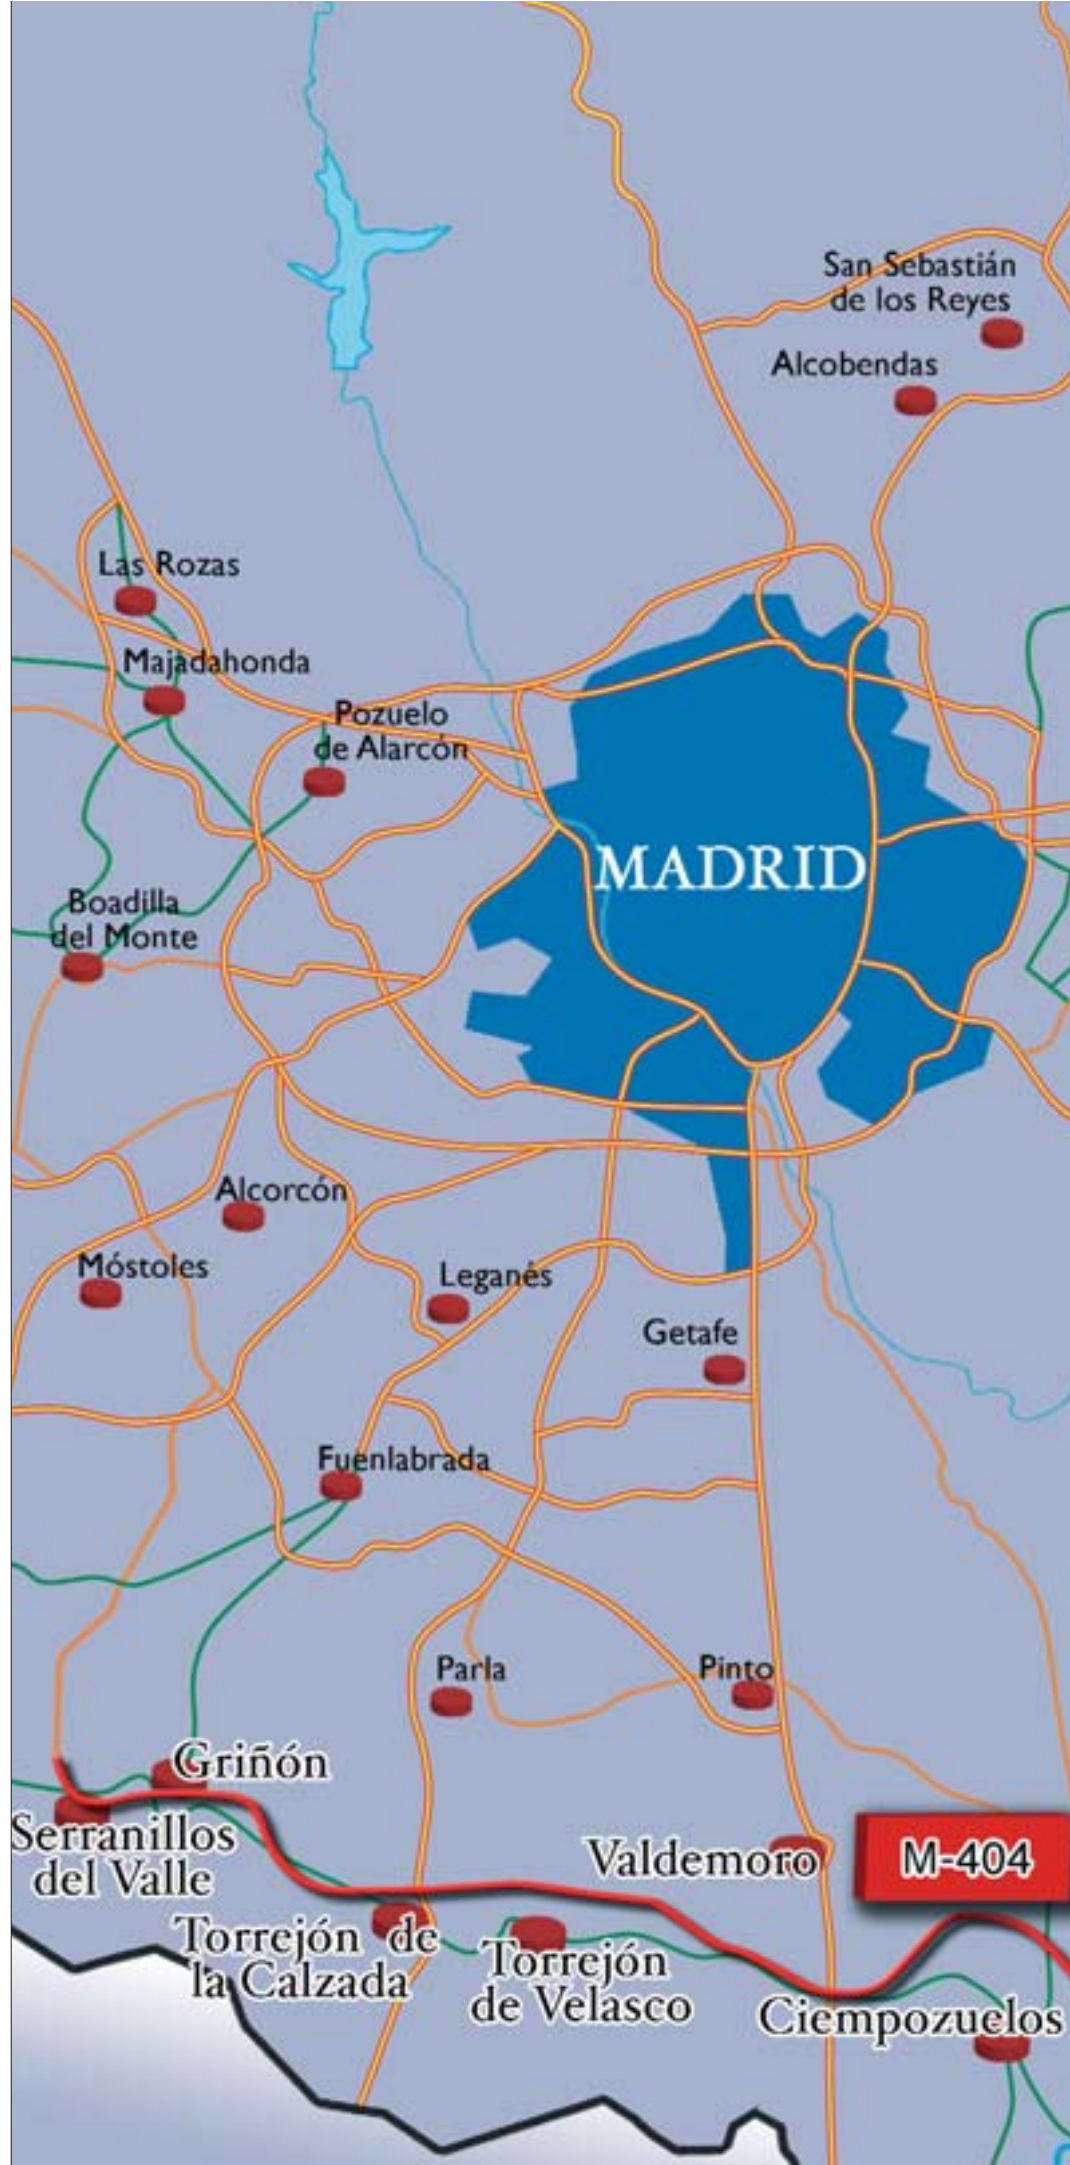 San Sebastián
de los Reyes
Alcobendas
Las Rozas
Majadahonda
Pozuelo
de Alarcón
MADRID
Boadilla
del Monte
Alcorcón
Móstoles
Leganés
Getafe
Fuenlabrada
Parla
Pinto
Griñón
Serranillos
del Valle
Valdemoro
M-404
Torrejón de
la Calzada
Torrejón
de Velasco
Ciempozuelos